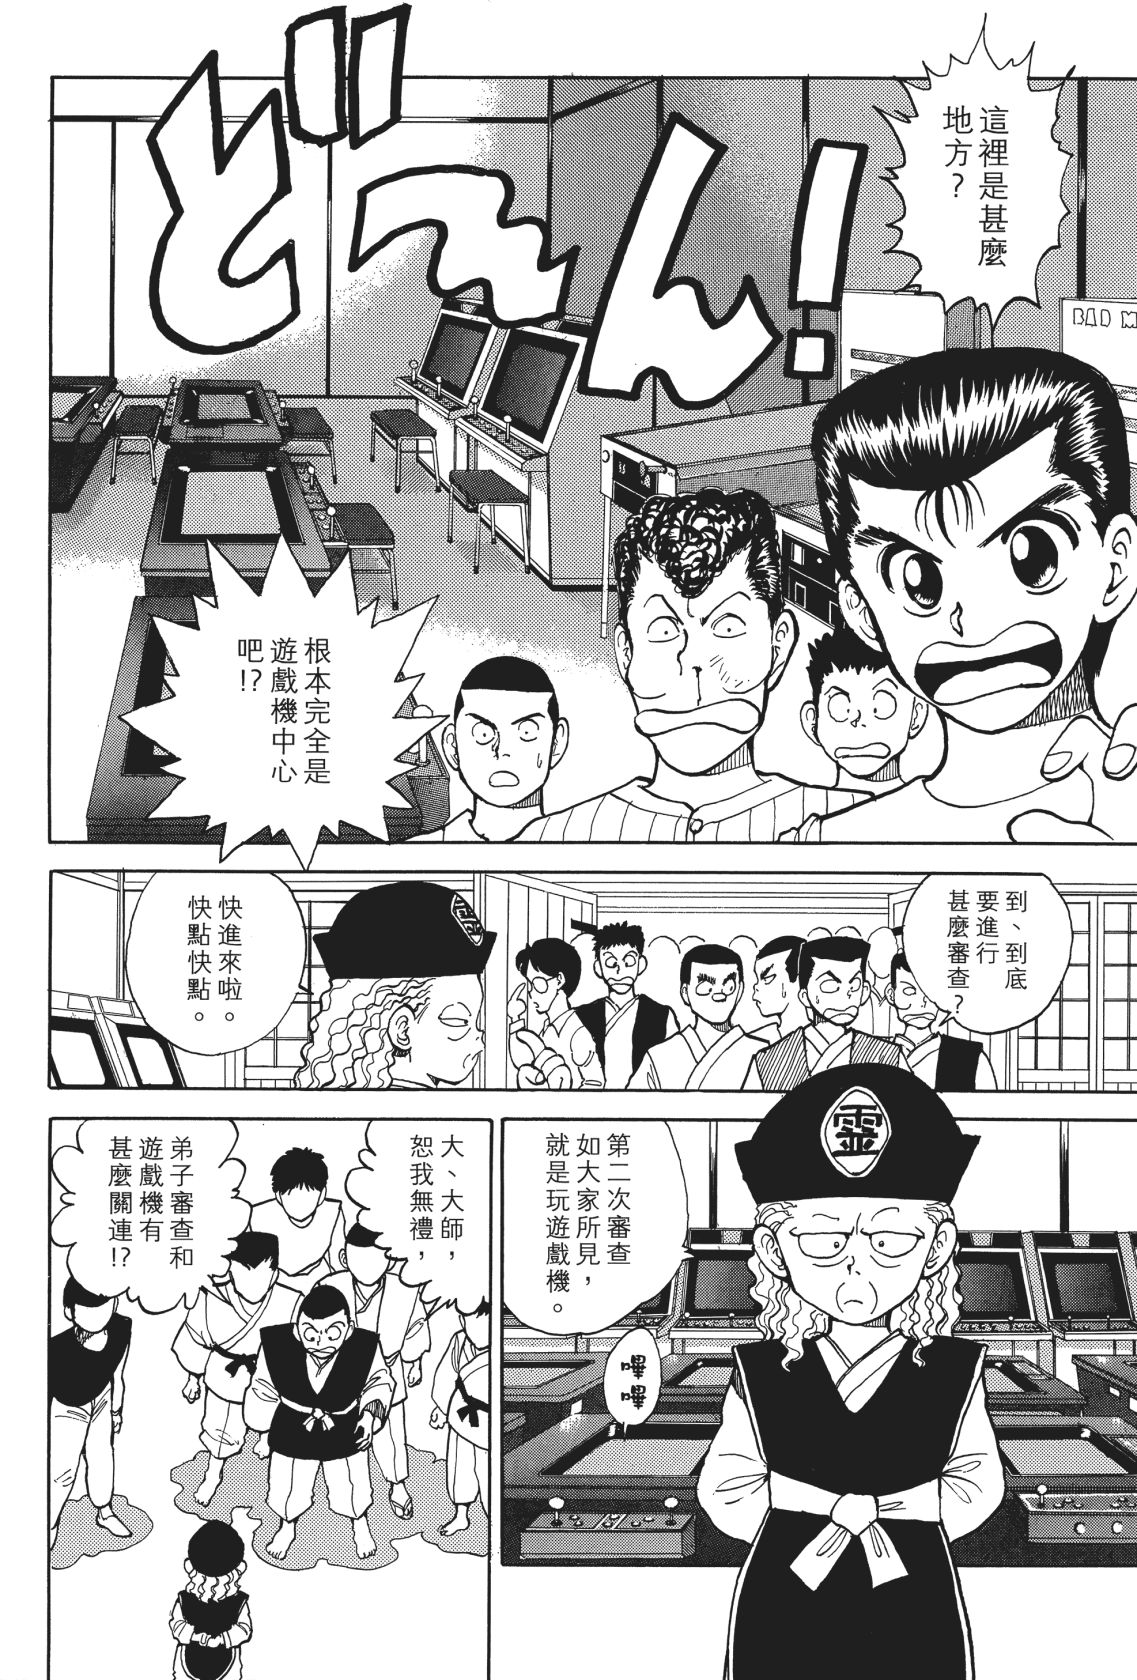 這裡是甚麼
地方?
ど〜ん!
BAD M
根本完全是
遊戲機中心
吧!?
到、到底
要進行
甚麼審查?
快進來啦。
快點快點。
靈
第二次審查
如大家所見,
就是玩遊戲機。
嗶嗶
大、大師,
恕我無禮,
弟子審查和
遊戲機有
甚麼關連!?